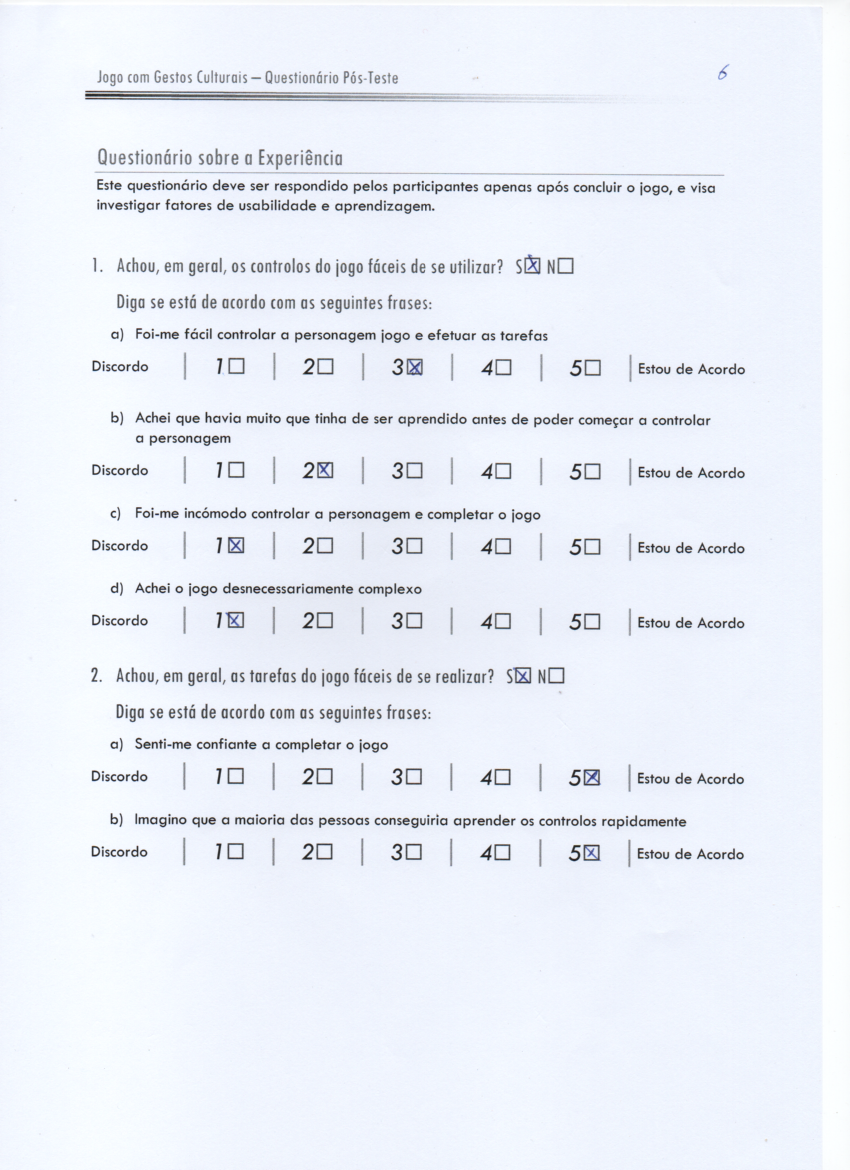 Jogo com Gestos Culturais – Questionário Pós-Teste 6
Questionário sobre a Experiência
Este questionário deve ser respondido pelos participantes apenas após concluir o jogo, e visa
investigar fatores de usabilidade e aprendizagem.
1. Achou, em geral, os controlos do jogo fáceis de se utilizar? S☒ N☐
Diga se está de acordo com as seguintes frases:
a) Foi-me fácil controlar a personagem jogo e efetuar as tarefas
Discordo | 1☐ | 2☐ | 3☒ | 4☐ | 5☐ | Estou de Acordo
b) Achei que havia muito que tinha de ser aprendido antes de poder começar a controlar
a personagem
Discordo | 1☐ | 2☒ | 3☐ | 4☐ | 5☐ | Estou de Acordo
c) Foi-me incómodo controlar a personagem e completar o jogo
Discordo | 1☒ | 2☐ | 3☐ | 4☐ | 5☐ | Estou de Acordo
d) Achei o jogo desnecessariamente complexo
Discordo | 1☒ | 2☐ | 3☐ | 4☐ | 5☐ | Estou de Acordo
2. Achou, em geral, as tarefas do jogo fáceis de se realizar? S☒ N☐
Diga se está de acordo com as seguintes frases:
a) Senti-me confiante a completar o jogo
Discordo | 1☐ | 2☐ | 3☐ | 4☐ | 5☒ | Estou de Acordo
b) Imagino que a maioria das pessoas conseguiria aprender os controlos rapidamente
Discordo | 1☐ | 2☐ | 3☐ | 4☐ | 5☒ | Estou de Acordo